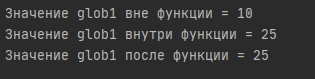 Значение glob1 вне функции = 10
Значение glob1 внутри функции = 25
Значение glob1 после функции = 25